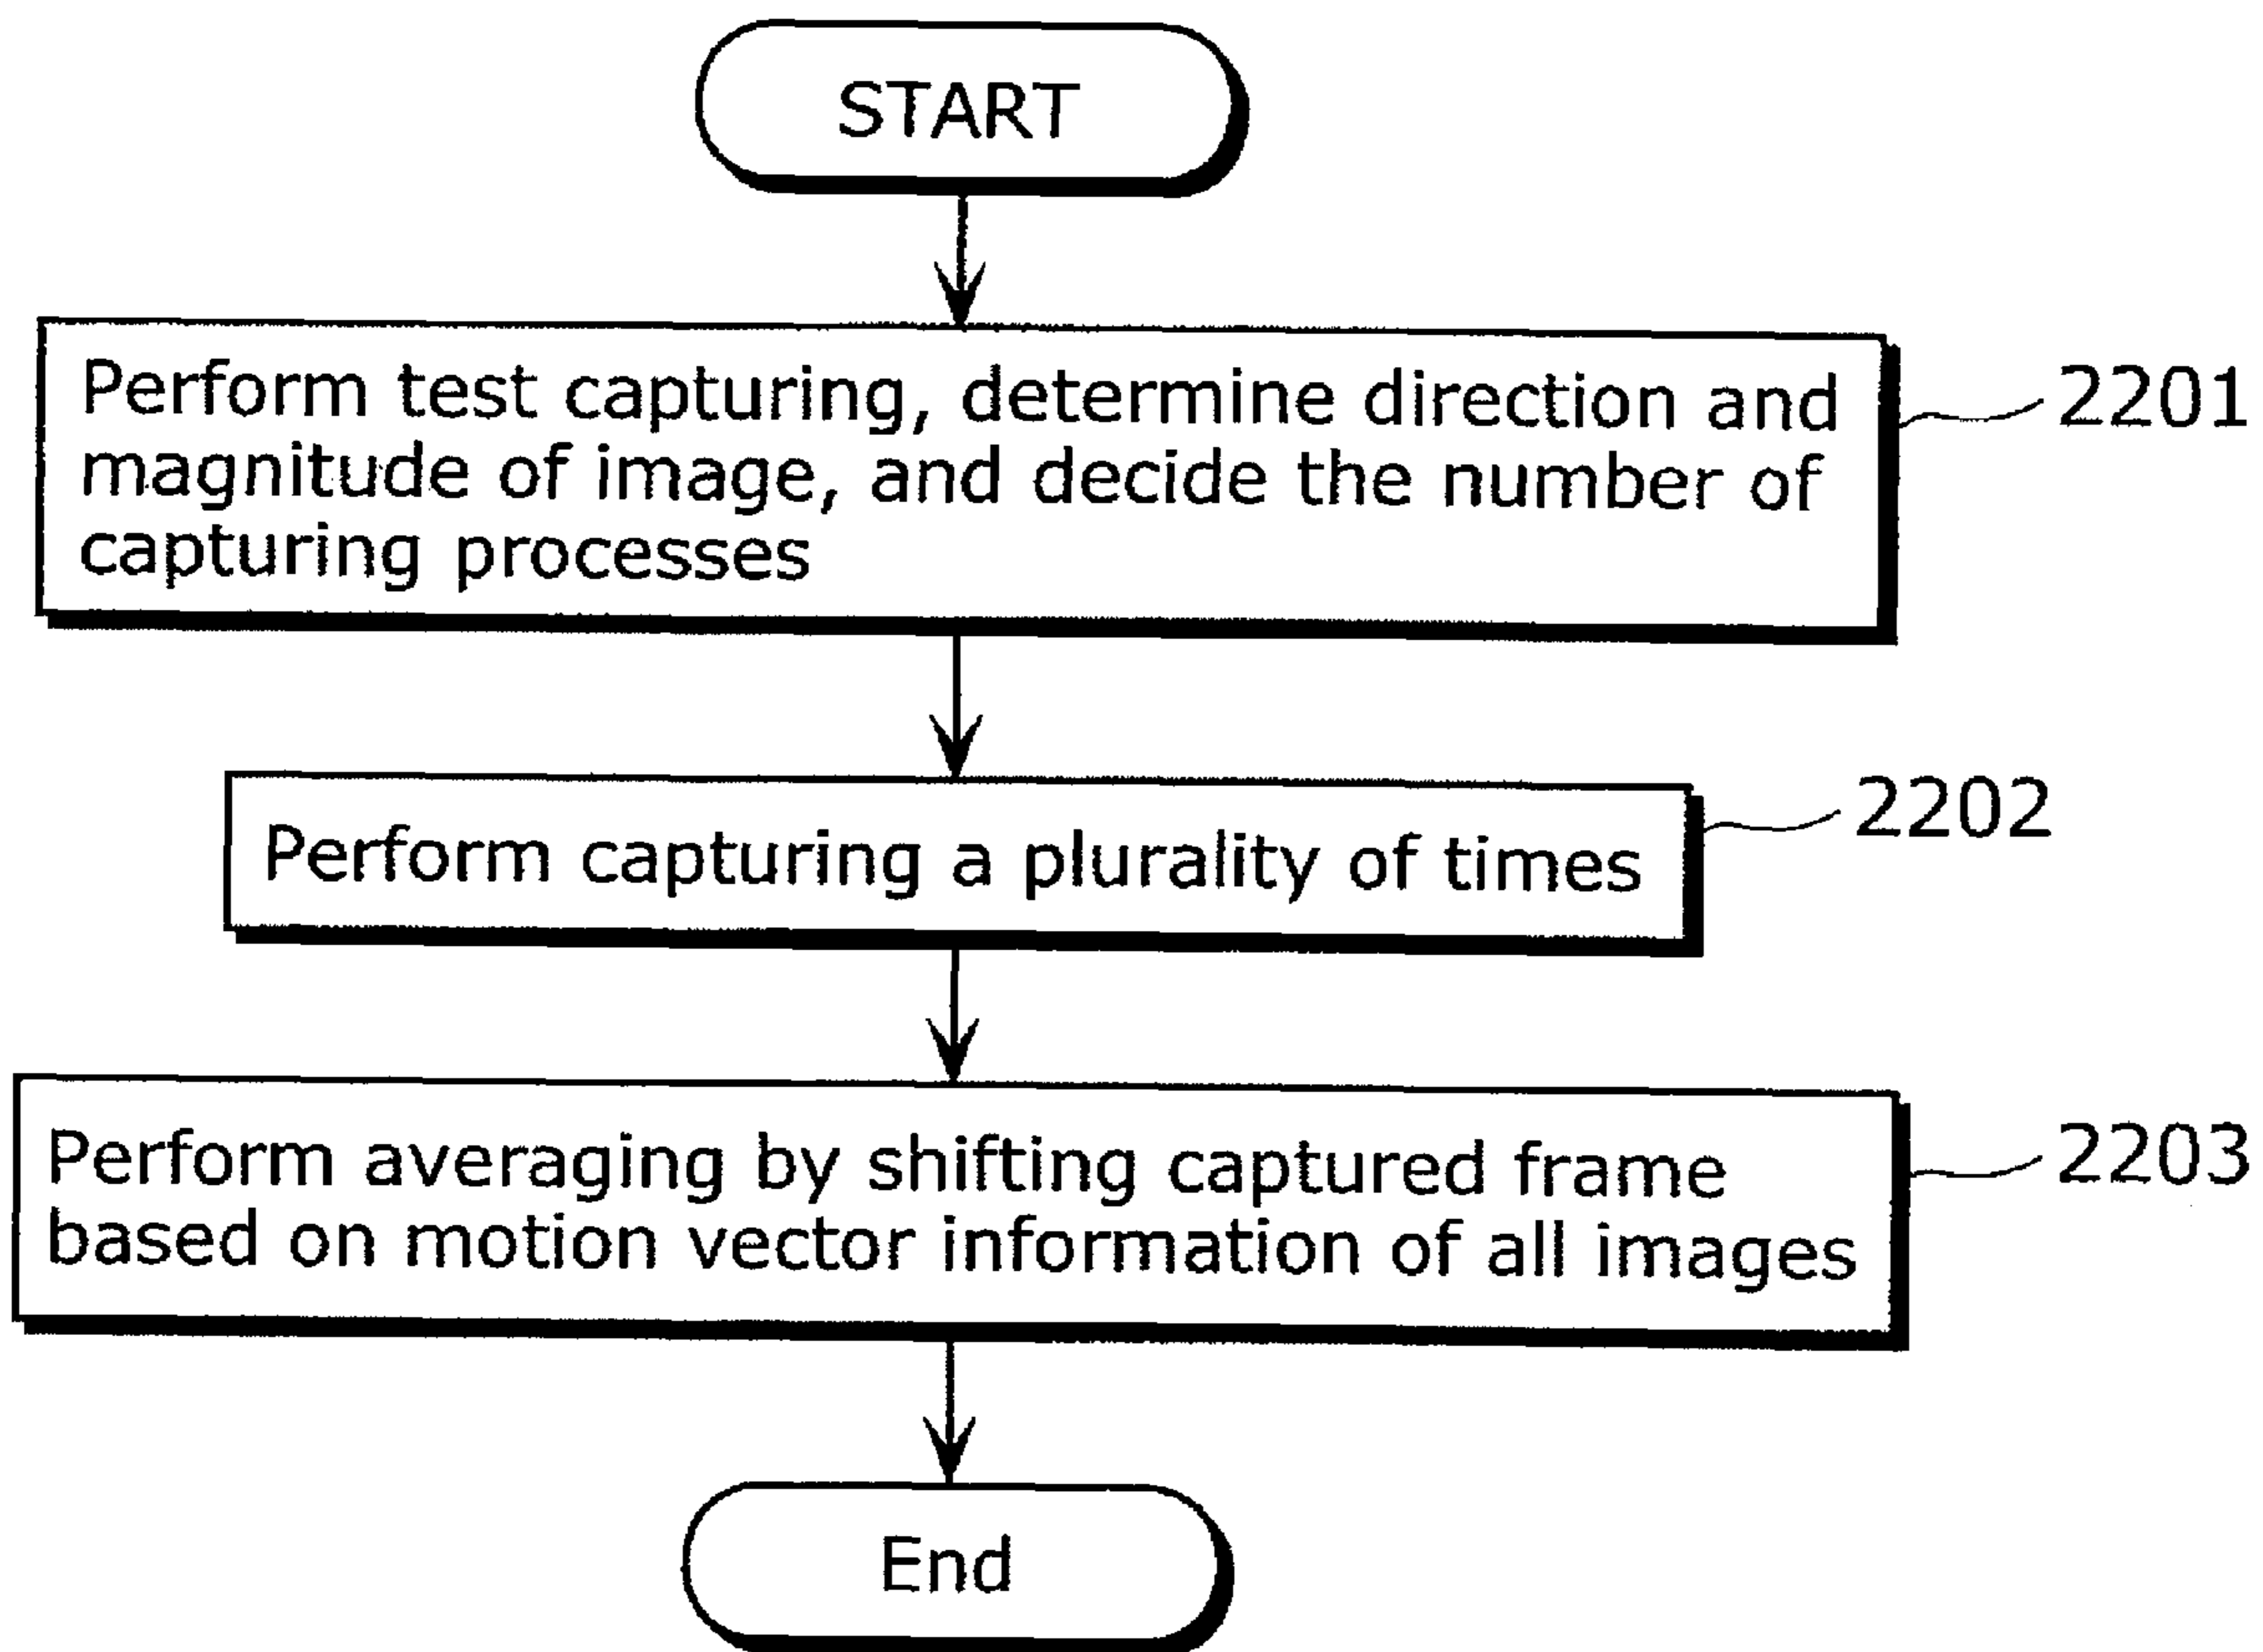 START
Perform test capturing, determine direction and
magnitude of image, and decide the number of
capturing processes
2201
Perform capturing a plurality of times
2202
Perform averaging by shifting captured frame
based on motion vector information of all images
2203
End